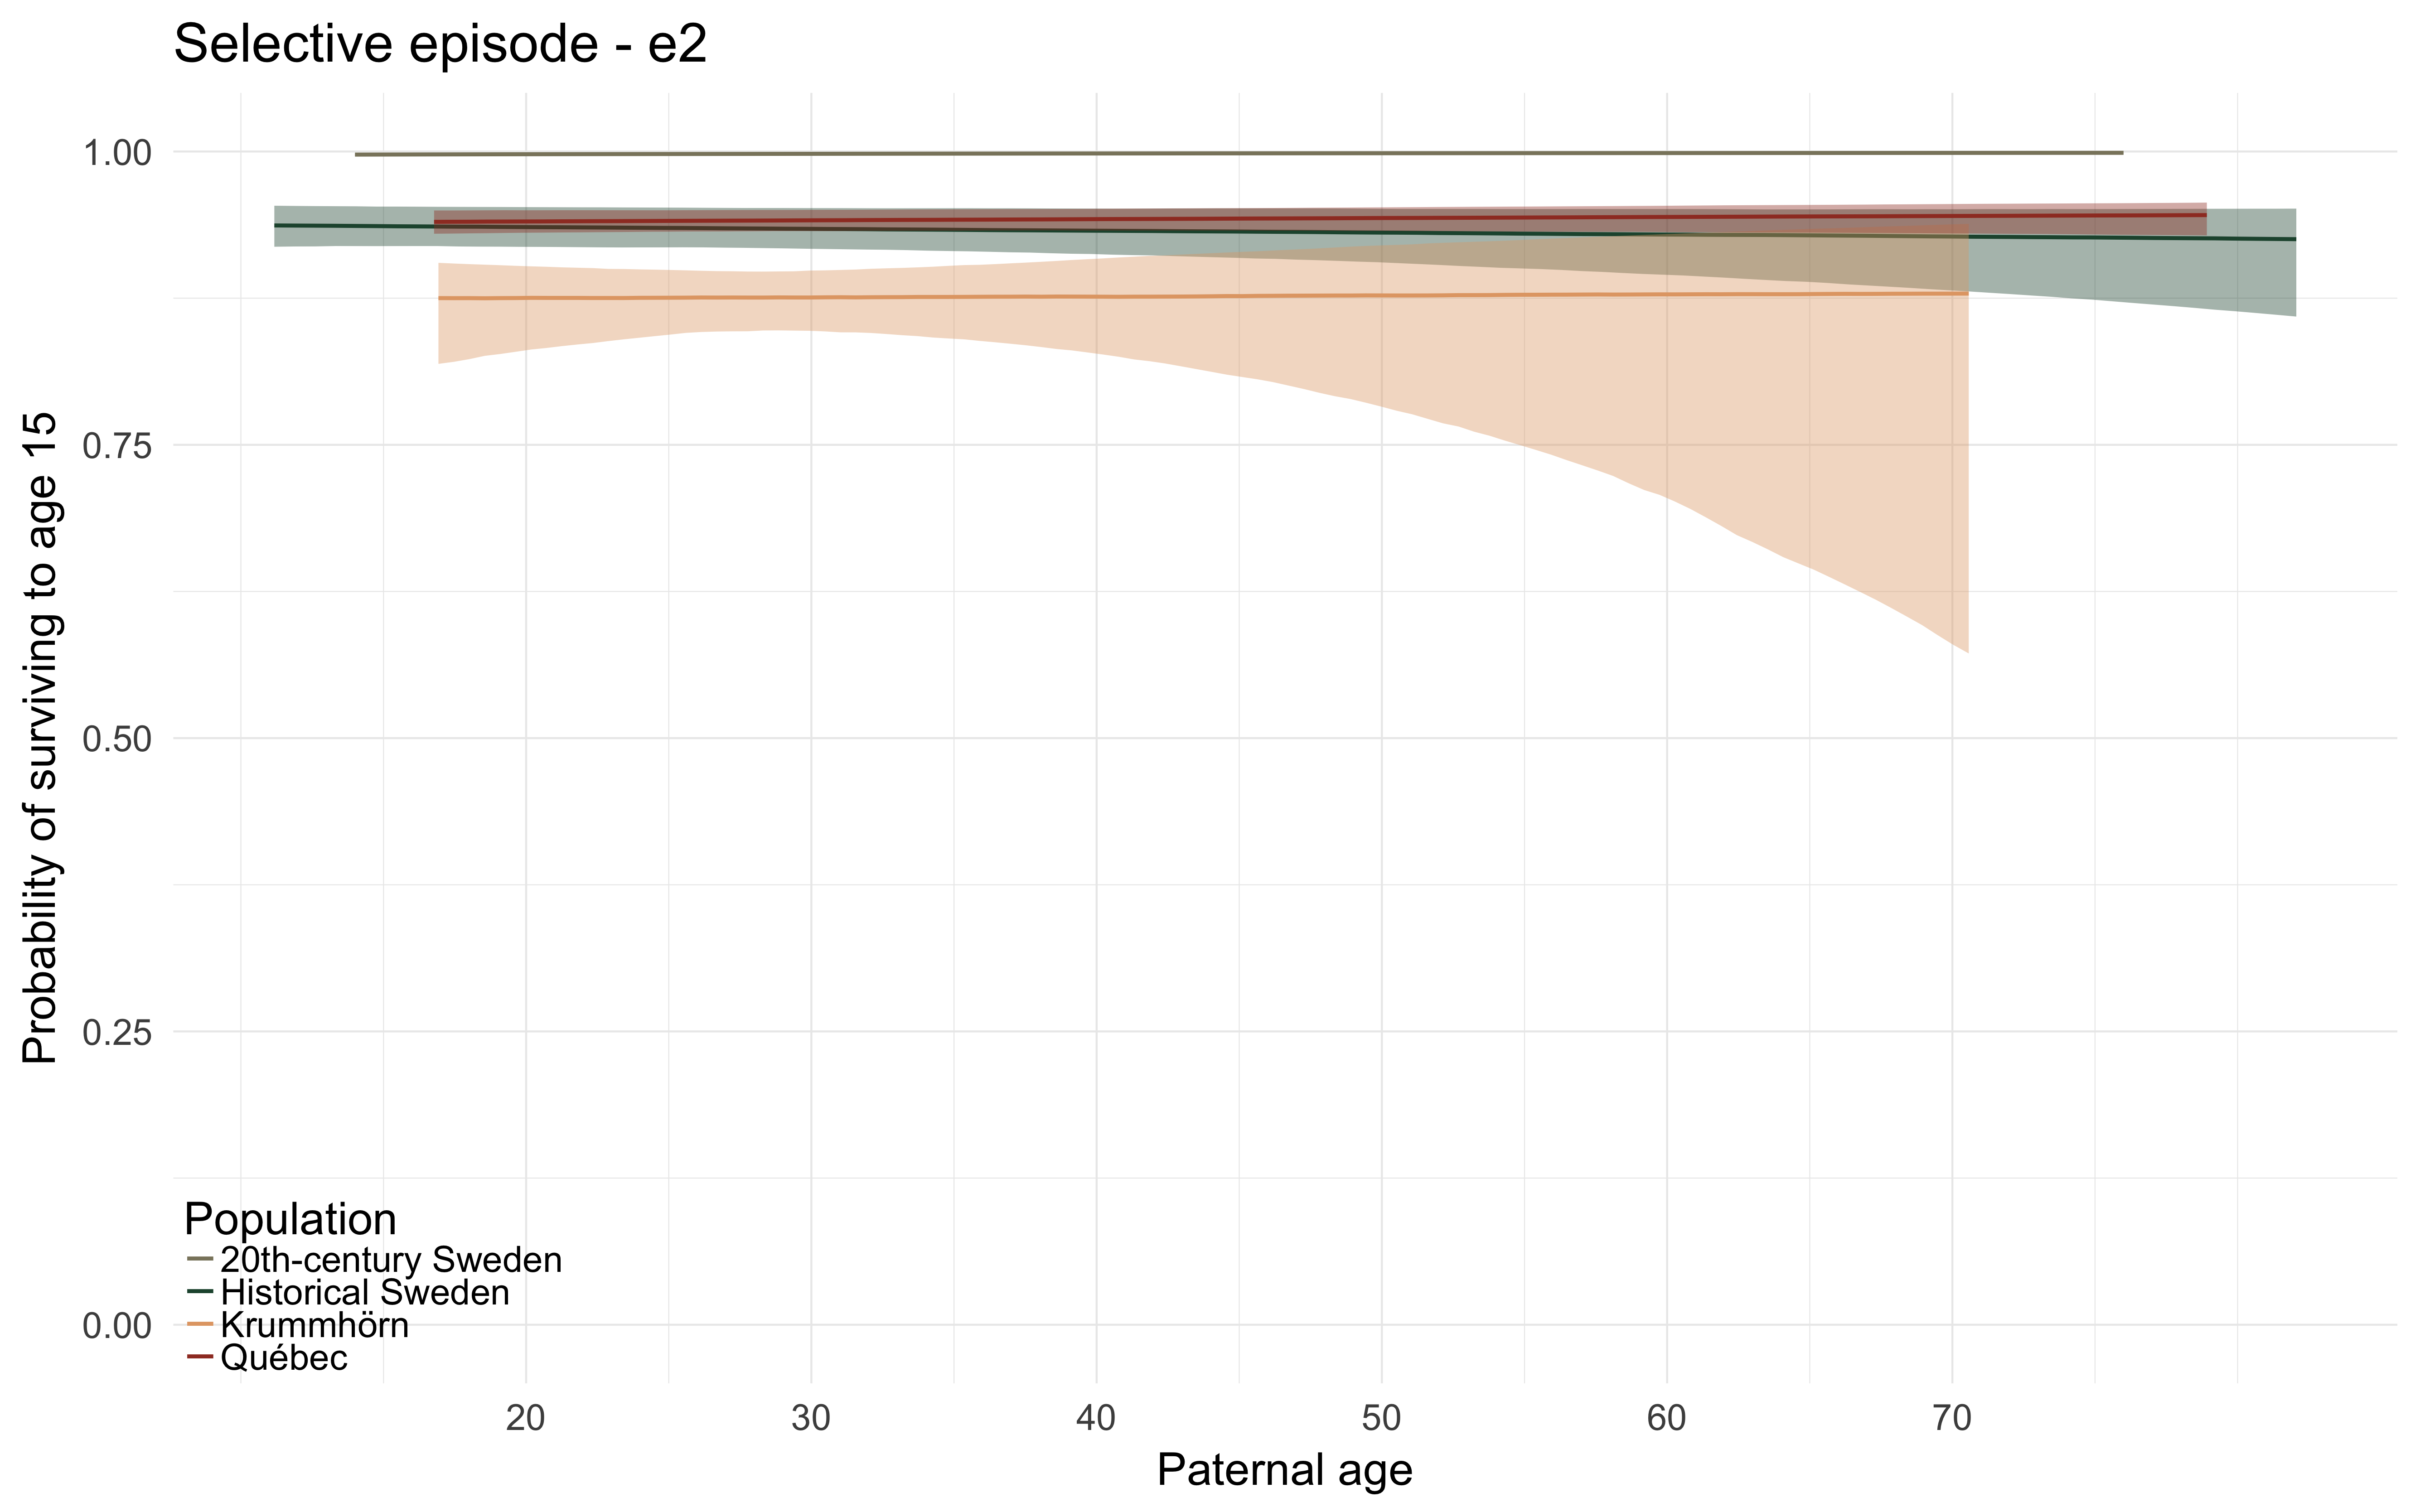 Selective episode - e2
Probability of surviving to age 15
1.00
0.75
0.50
0.25
0.00
Population
20th-century Sweden
Historical Sweden
Krummhörn
Québec
20 30 40 50 60 70
Paternal age